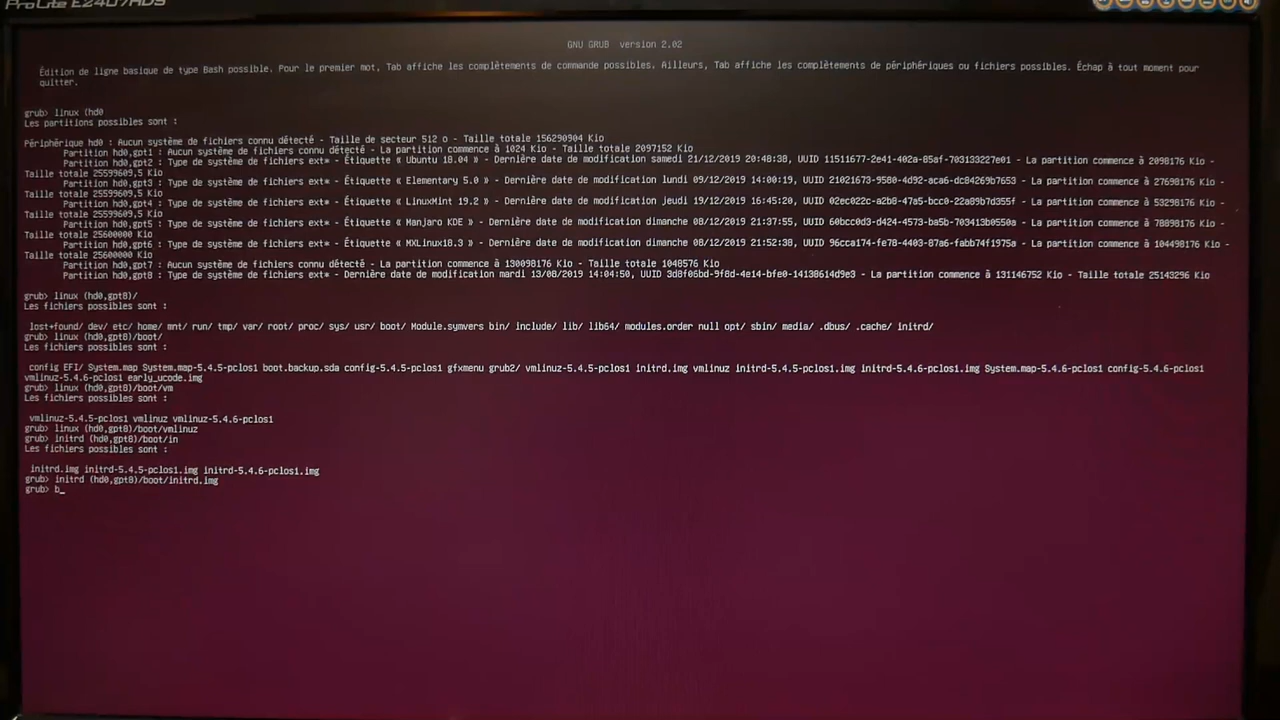 ProLite E2407HDS
GNU GRUB  version 2.02
Édition de ligne basique de type Bash possible. Pour le premier mot, Tab affiche les complètements de commande possibles. Ailleurs, Tab affiche les complètements de périphériques ou fichiers possibles. Échap à tout moment pour
quitter.
grub> linux (hd0
Les partitions possibles sont :
Périphérique hd0 : Aucun système de fichiers connu détecté - Taille de secteur 512 o - Taille totale 156290904 Kio
Partition hd0,gpt1 : Aucun système de fichiers connu détecté - La partition commence à 1024 Kio - Taille totale 2097152 Kio
Partition hd0,gpt2 : Type de système de fichiers ext* - Étiquette « Ubuntu 18.04 » - Dernière date de modification samedi 21/12/2019 20:48:38, UUID 11511677-2e41-402a-85af-703133227e01 - La partition commence à 2098176 Kio -
Taille totale 25599609,5 Kio
Partition hd0,gpt3 : Type de système de fichiers ext* - Étiquette « Elementary 5.0 » - Dernière date de modification lundi 09/12/2019 14:00:19, UUID 21021673-9580-4d92-aca6-dc84269b7653 - La partition commence à 27698176 Kio -
Taille totale 25599609,5 Kio
Partition hd0,gpt4 : Type de système de fichiers ext* - Étiquette « LinuxMint 19.2 » - Dernière date de modification jeudi 19/12/2019 16:45:20, UUID 02ec022c-a2b8-47a5-bcc0-22a89b7d355f - La partition commence à 53298176 Kio -
Taille totale 25599609,5 Kio
Partition hd0,gpt5 : Type de système de fichiers ext* - Étiquette « Manjaro KDE » - Dernière date de modification dimanche 08/12/2019 21:37:55, UUID 60bcc0d3-d424-4573-ba5b-703413b0550a - La partition commence à 78898176 Kio -
Taille totale 25600000 Kio
Partition hd0,gpt6 : Type de système de fichiers ext* - Étiquette « MXLinux18.3 » - Dernière date de modification dimanche 08/12/2019 21:52:38, UUID 96cca174-fe78-4403-87a6-fabb74f1975a - La partition commence à 104498176 Kio -
Taille totale 25600000 Kio
Partition hd0,gpt7 : Aucun système de fichiers connu détecté - La partition commence à 130098176 Kio - Taille totale 1048576 Kio
Partition hd0,gpt8 : Type de système de fichiers ext* - Dernière date de modification mardi 13/08/2019 14:04:50, UUID 3d8f06bd-9f8d-4e14-bfe0-14138614d9e3 - La partition commence à 131146752 Kio - Taille totale 25143296 Kio
grub> linux (hd0,gpt8)/
Les fichiers possibles sont :
lost+found/ dev/ etc/ home/ mnt/ run/ tmp/ var/ root/ proc/ sys/ usr/ boot/ Module.symvers bin/ include/ lib/ lib64/ modules.order null opt/ sbin/ media/ .dbus/ .cache/ initrd/
grub> linux (hd0,gpt8)/boot/
Les fichiers possibles sont :
config EFI/ System.map System.map-5.4.5-pclos1 boot.backup.sda config-5.4.5-pclos1 gfxmenu grub2/ vmlinuz-5.4.5-pclos1 initrd.img vmlinuz initrd-5.4.5-pclos1.img initrd-5.4.6-pclos1.img System.map-5.4.6-pclos1 config-5.4.6-pclos1
vmlinuz-5.4.6-pclos1 early_ucode.img
grub> linux (hd0,gpt8)/boot/vm
Les fichiers possibles sont :
vmlinuz-5.4.5-pclos1 vmlinuz vmlinuz-5.4.6-pclos1
grub> linux (hd0,gpt8)/boot/vmlinuz
grub> initrd (hd0,gpt8)/boot/in
Les fichiers possibles sont :
initrd.img initrd-5.4.5-pclos1.img initrd-5.4.6-pclos1.img
grub> initrd (hd0,gpt8)/boot/initrd.img
grub> b_